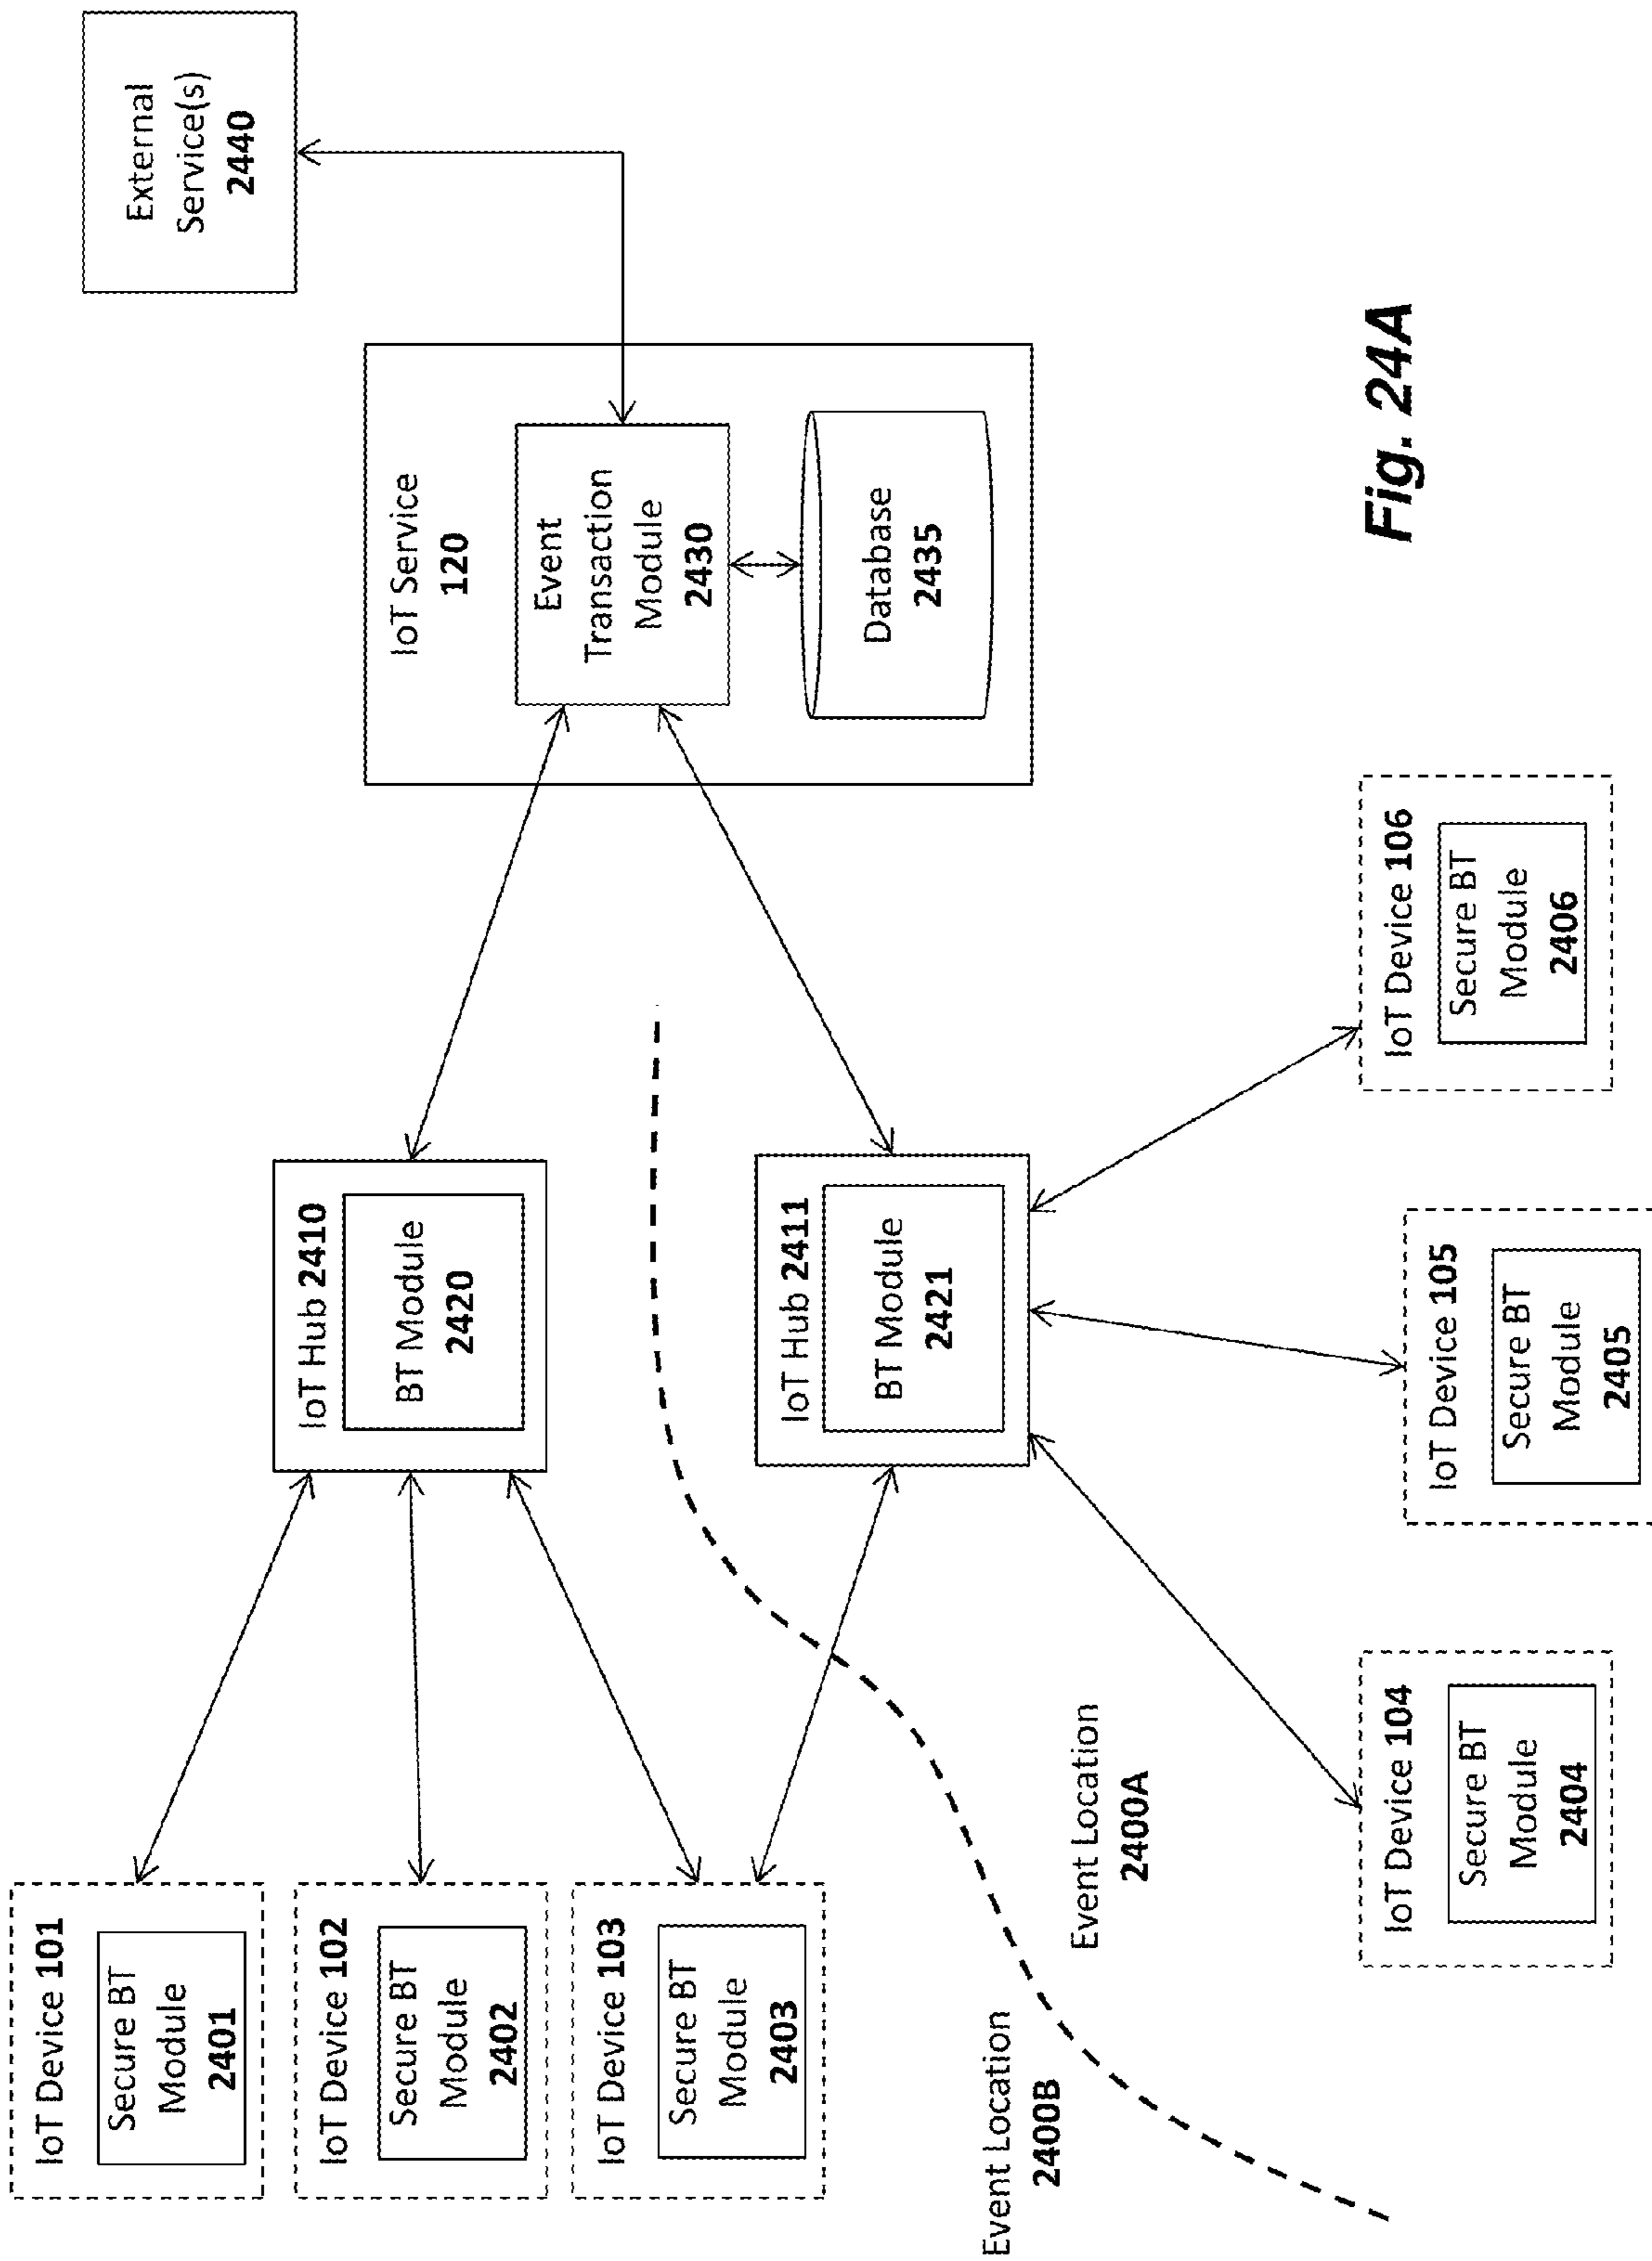 IoT Device 101
Secure BT
Module
2401
IoT Device 102
Secure BT
Module
2402
IoT Device 103
Secure BT
Module
2403
IoT Hub 2410
BT Module
2420
IoT Hub 2411
BT Module
2421
IoT Service
120
Event
Transaction
Module
2430
Database
2435
External
Service(s)
2440
Event Location
2400B
Event Location
2400A
IoT Device 104
Secure BT
Module
2404
IoT Device 105
Secure BT
Module
2405
IoT Device 106
Secure BT
Module
2406
Fig. 24A